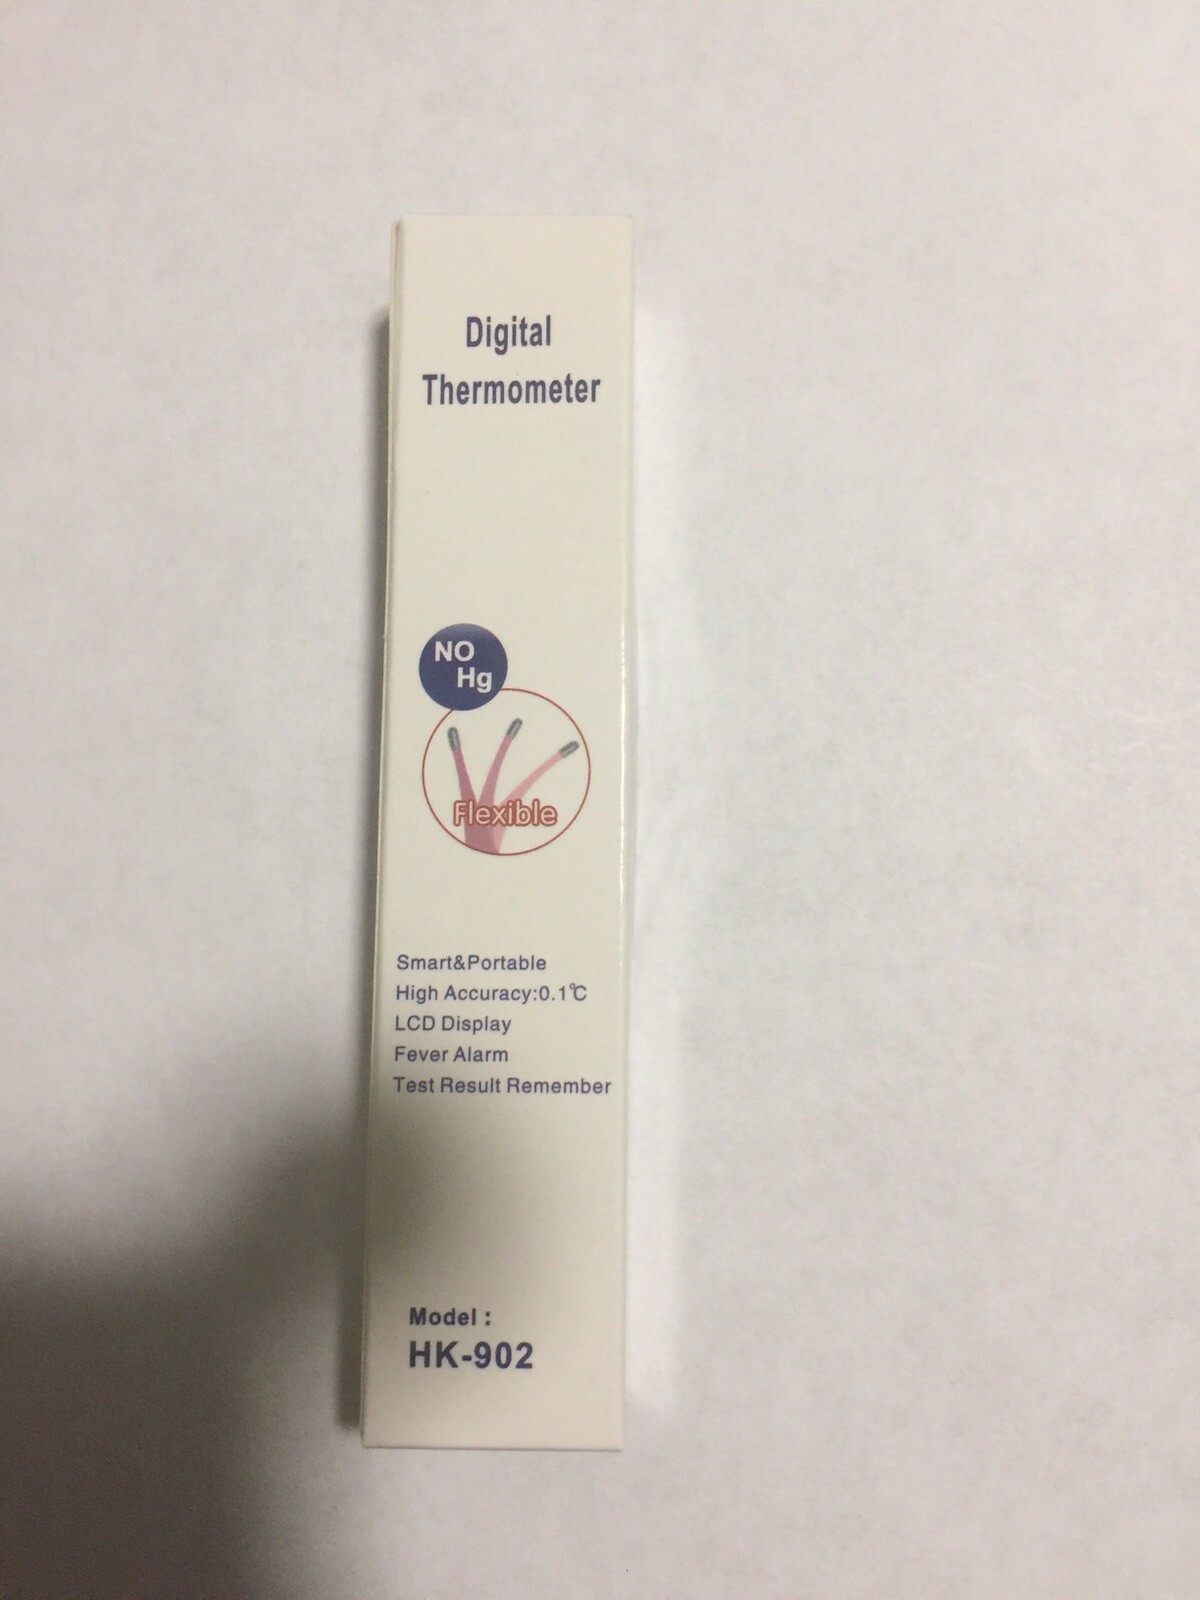 Digital
Thermometer
NO
Hg
Flexible
Smart&Portable
High Accuracy:0.1℃
LCD Display
Fever Alarm
Test Result Remember
Model :
HK-902